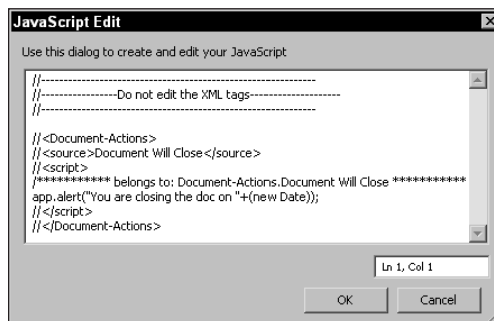 JavaScript Edit
Use this dialog to create and edit your JavaScript
//-------------------------------------------------------------
//-----------------Do not edit the XML tags--------------------
//-------------------------------------------------------------
//<Document-Actions>
//<source>Document Will Close</source>
//<script>
/*********** belongs to: Document-Actions.Document Will Close ***********
app.alert("You are closing the doc on "+(new Date));
//</script>
//</Document-Actions>
Ln 1, Col 1
OK Cancel